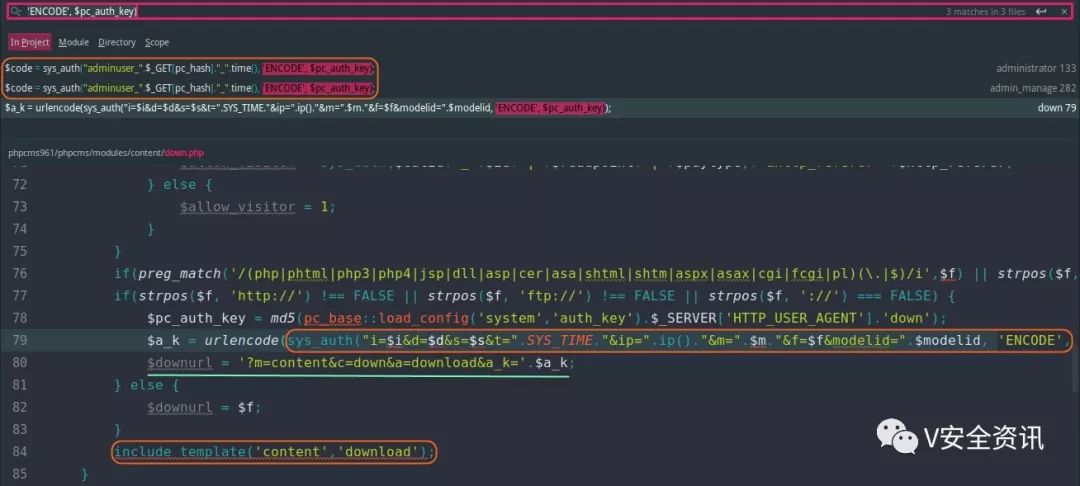 'ENCODE', $pc_auth_key)
3 matches in 3 files
In Project Module Directory Scope
$code = sys_auth("adminuser_".$_GET[pc_hash]."_".time(), 'ENCODE', $pc_auth_key);
administrator 133
$code = sys_auth("adminuser_".$_GET[pc_hash]."_".time(), 'ENCODE', $pc_auth_key);
admin_manage 282
$a_k = urlencode(sys_auth("i=$i&d=$d&s=$s&t=".SYS_TIME."&ip=".ip()."&m=".$m."&f=$f&modelid=".$modelid, 'ENCODE', $pc_auth_key));
down 79
phpcms961/phpcms/modules/content/down.php
72 } else {
73 $allow_visitor = 1;
74 }
75 }
76 if(preg_match('/(php|phtml|php3|php4|jsp|dll|asp|cer|asa|shtml|shtm|aspx|asax|cgi|fcgi|pl)(\.|$)/i',$f) || strpos($f,
77 if(strpos($f, 'http://') !== FALSE || strpos($f, 'ftp://') !== FALSE || strpos($f, '://') === FALSE) {
78 $pc_auth_key = md5(pc_base::load_config('system','auth_key').$_SERVER['HTTP_USER_AGENT'].'down');
79 $a_k = urlencode(sys_auth("i=$i&d=$d&s=$s&t=".SYS_TIME."&ip=".ip()."&m=".$m."&f=$f&modelid=".$modelid, 'ENCODE',
80 $downurl = '?m=content&c=down&a=download&a_k='.$a_k;
81 } else {
82 $downurl = $f;
83 }
84 include template('content','download');
85 }
V安全资讯